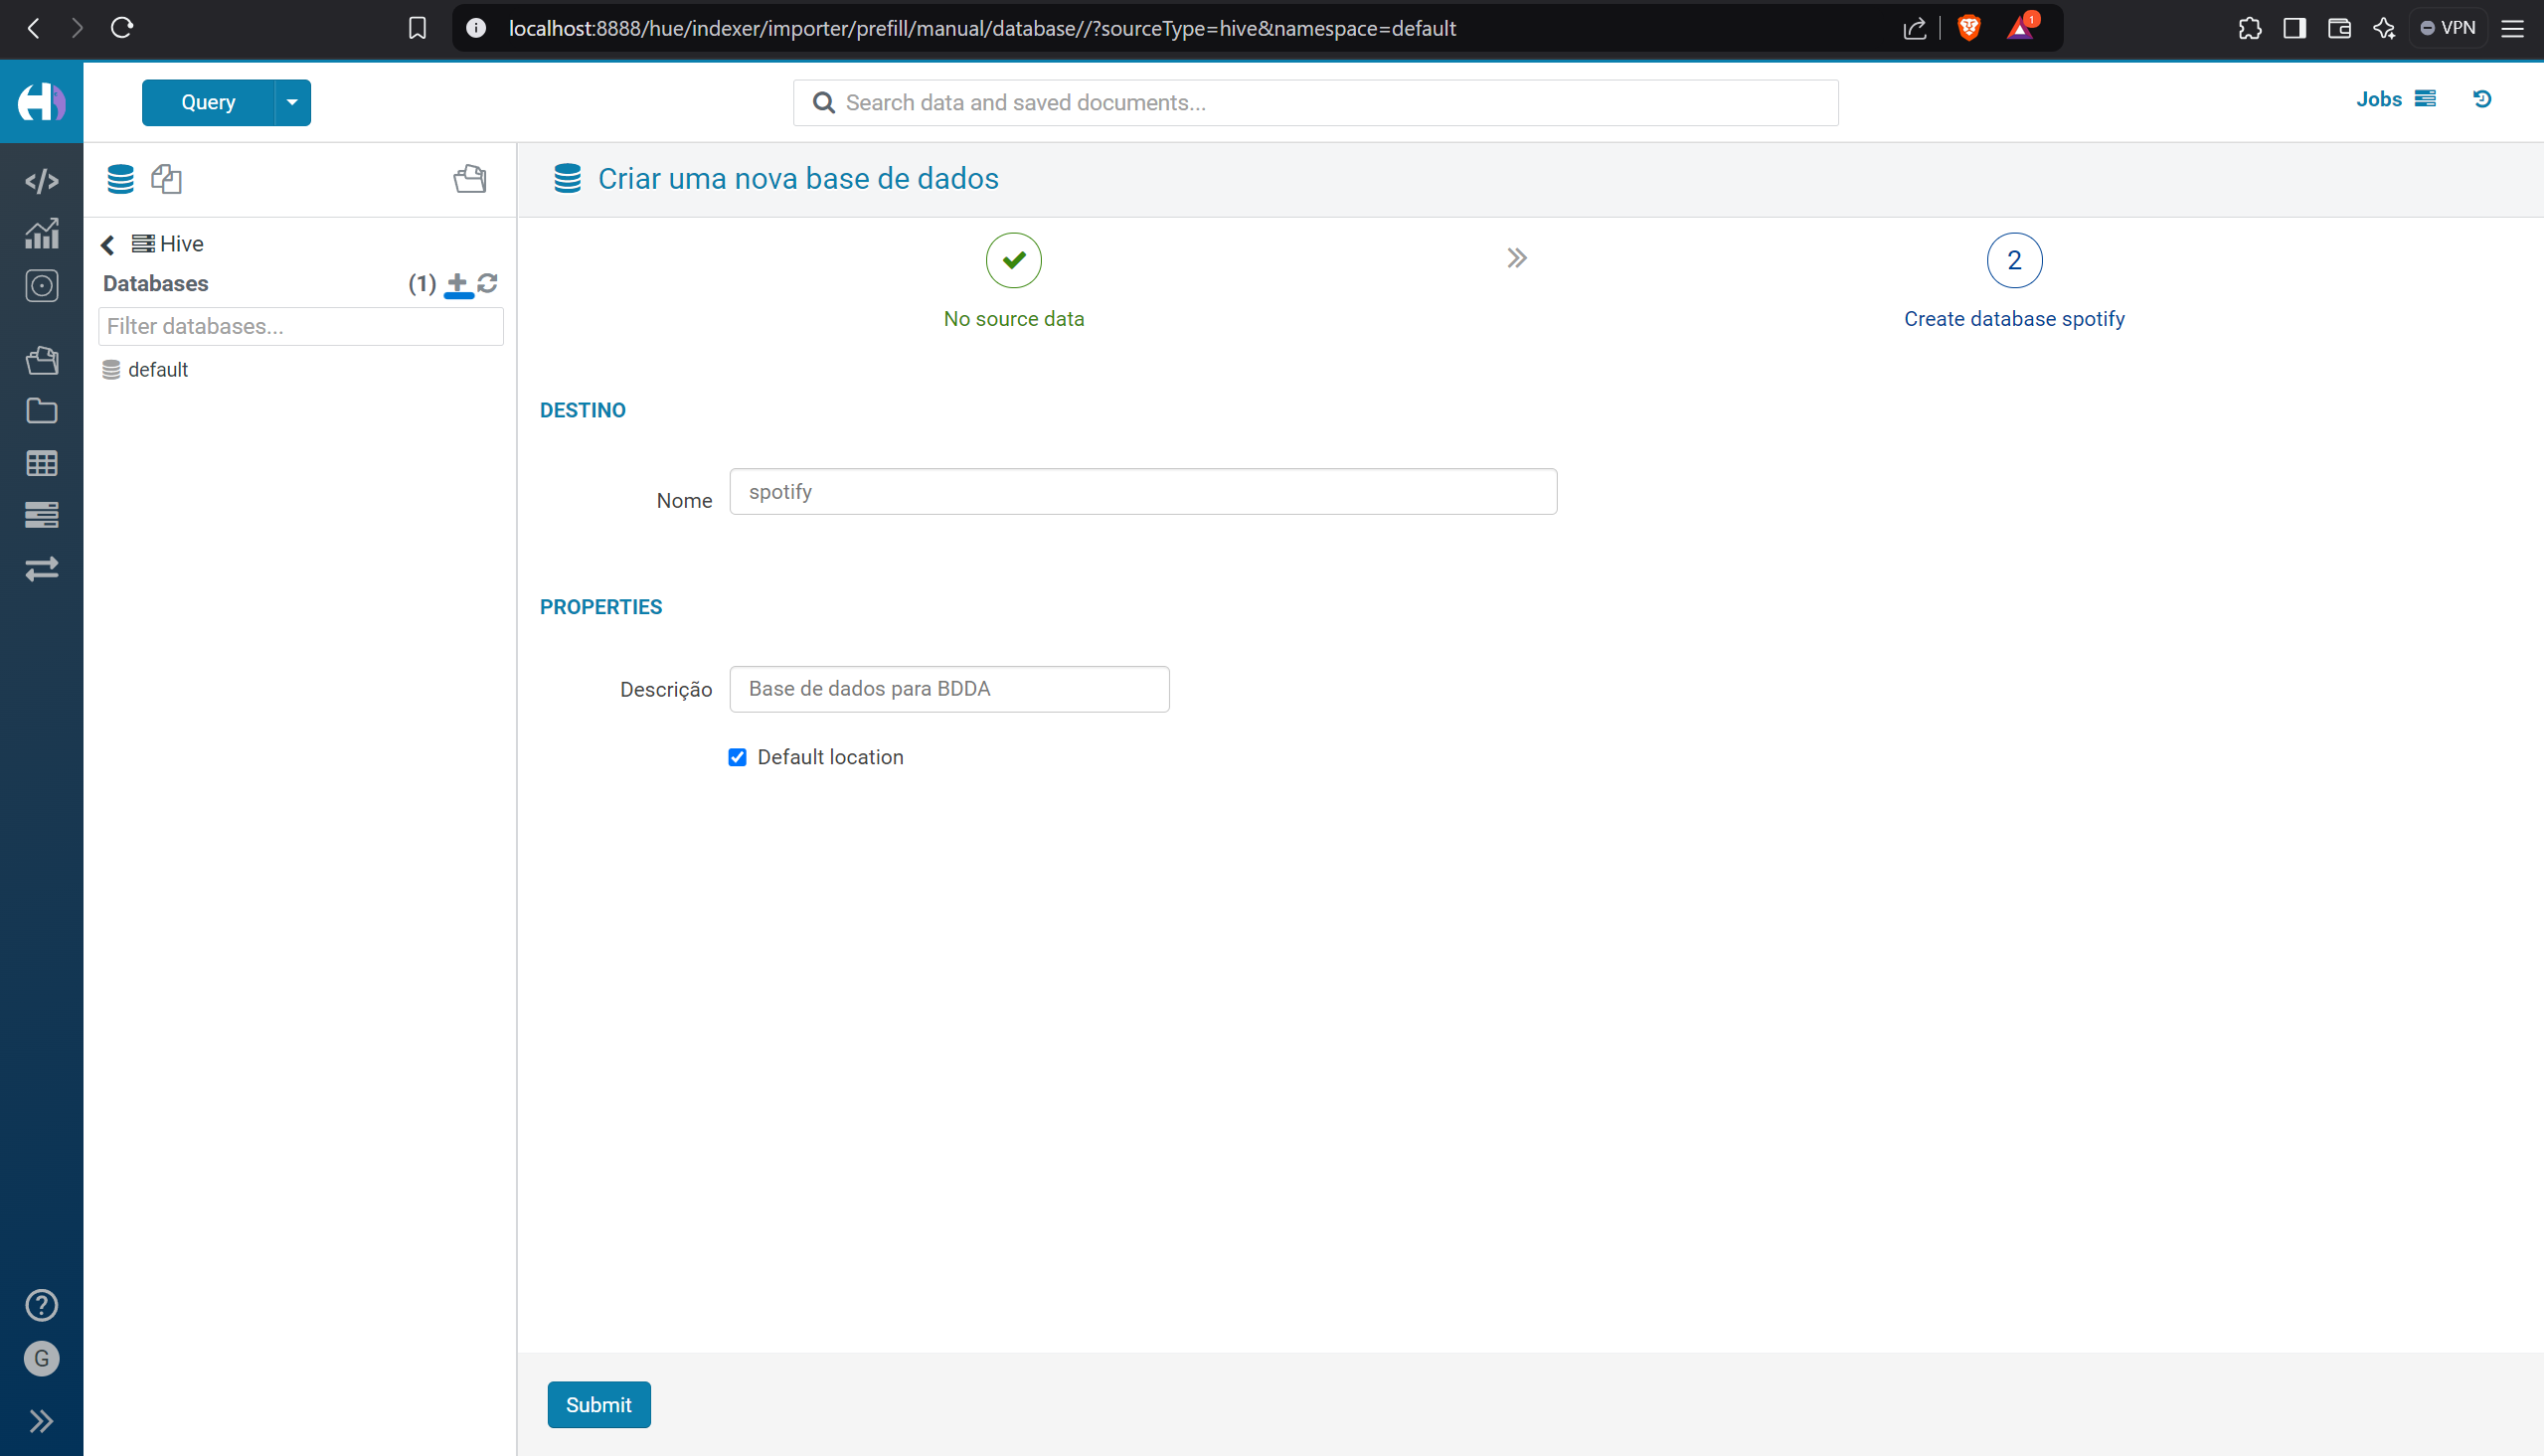 localhost:8888/hue/indexer/importer/prefill/manual/database//?sourceType=hive&namespace=default
1
VPN
Query
Search data and saved documents...
Jobs
Criar uma nova base de dados
Hive
Databases (1)
Filter databases...
default
No source data
2
Create database spotify
DESTINO
Nome spotify
PROPERTIES
Descrição Base de dados para BDDA
Default location
G
Submit